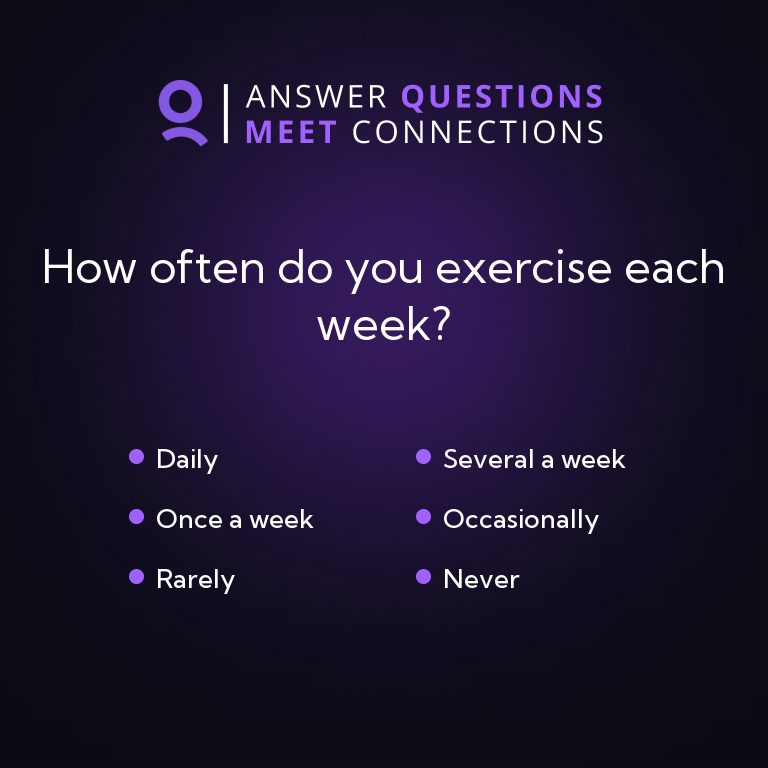 ANSWER QUESTIONS
MEET CONNECTIONS
How often do you exercise each
week?
Daily
Several a week
Once a week
Occasionally
Rarely
Never